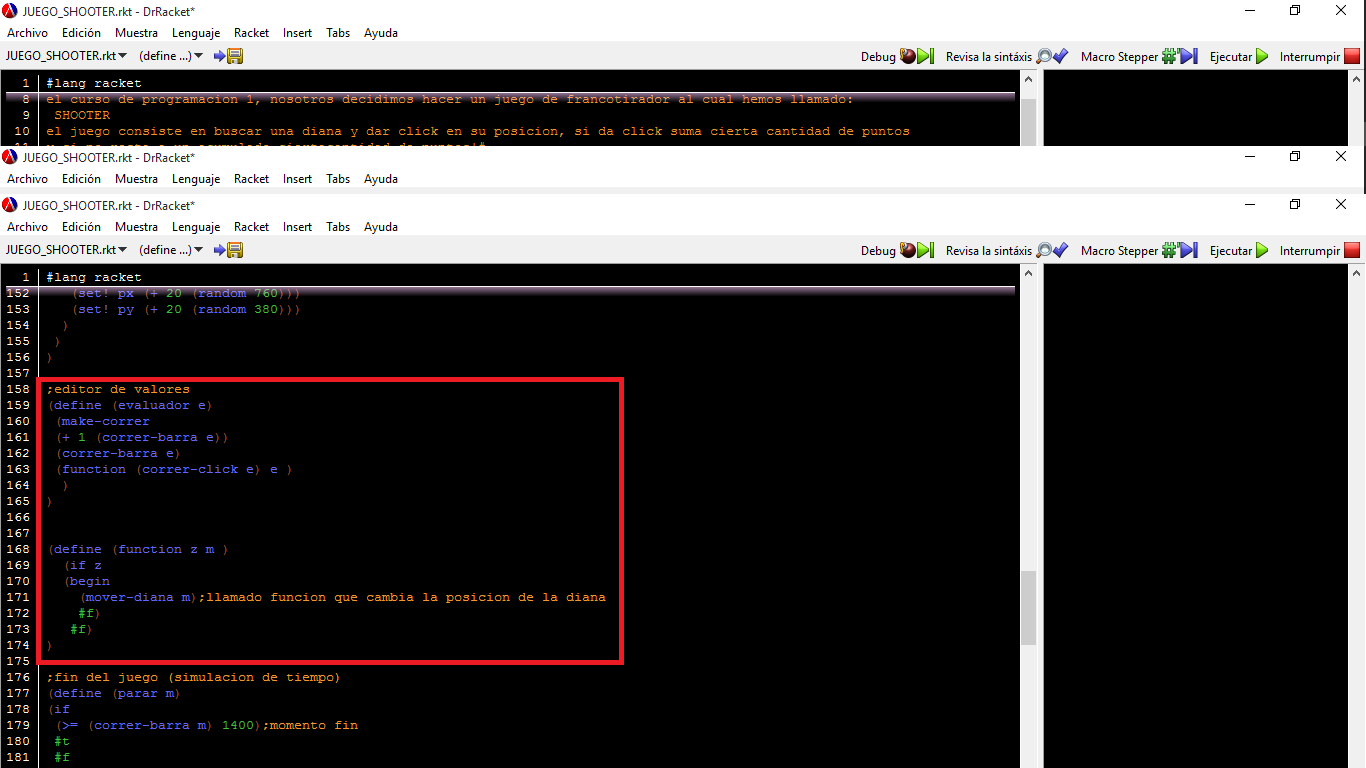 JUEGO_SHOOTER.rkt - DrRacket*
Archivo Edición Muestra Lenguaje Racket Insert Tabs Ayuda
JUEGO_SHOOTER.rkt (define ...) Debug Revisa la sintáxis Macro Stepper Ejecutar Interrumpir
1 #lang racket
8 el curso de programacion 1, nosotros decidimos hacer un juego de francotirador al cual hemos llamado:
9 SHOOTER
10 el juego consiste en buscar una diana y dar click en su posicion, si da click suma cierta cantidad de puntos
JUEGO_SHOOTER.rkt - DrRacket*
Archivo Edición Muestra Lenguaje Racket Insert Tabs Ayuda
JUEGO_SHOOTER.rkt - DrRacket*
Archivo Edición Muestra Lenguaje Racket Insert Tabs Ayuda
JUEGO_SHOOTER.rkt (define ...) Debug Revisa la sintáxis Macro Stepper Ejecutar Interrumpir
1 #lang racket
152 (set! px (+ 20 (random 760)))
153 (set! py (+ 20 (random 380)))
154 )
155 )
156 )
157
158 ;editor de valores
159 (define (evaluador e)
160 (make-correr
161 (+ 1 (correr-barra e))
162 (correr-barra e)
163 (function (correr-click e) e )
164 )
165 )
166
167
168 (define (function z m )
169 (if z
170 (begin
171 (mover-diana m);llamado funcion que cambia la posicion de la diana
172 #f)
173 #f)
174 )
175
176 ;fin del juego (simulacion de tiempo)
177 (define (parar m)
178 (if
179 (>= (correr-barra m) 1400);momento fin
180 #t
181 #f